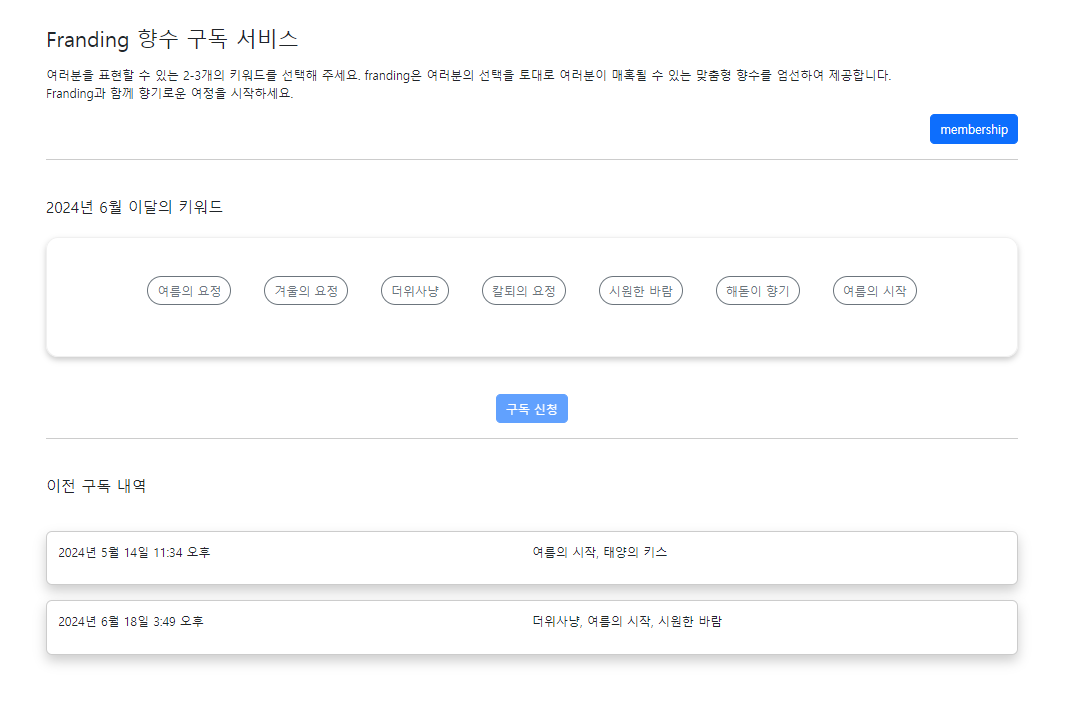 Franding 향수 구독 서비스
여러분을 표현할 수 있는 2-3개의 키워드를 선택해 주세요. franding은 여러분의 선택을 토대로 여러분이 매혹될 수 있는 맞춤형 향수를 엄선하여 제공합니다.
Franding과 함께 향기로운 여정을 시작하세요.
membership
2024년 6월 이달의 키워드
여름의 요정 겨울의 요정 더위사냥 칼퇴의 요정 시원한 바람 해돋이 향기 여름의 시작
구독 신청
이전 구독 내역
2024년 5월 14일 11:34 오후 여름의 시작, 태양의 키스
2024년 6월 18일 3:49 오후 더위사냥, 여름의 시작, 시원한 바람